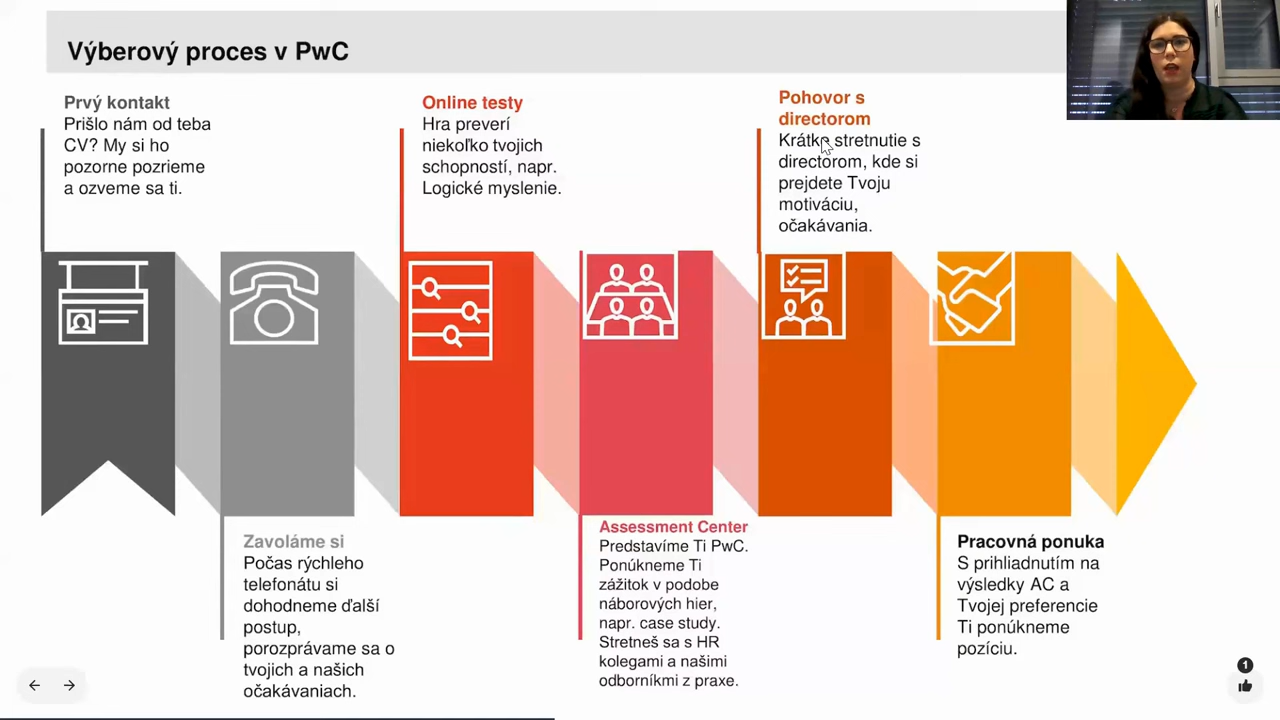 Výberový proces v PwC
Prvý kontakt
Prišlo nám od teba
CV? My si ho
pozorne pozrieme
a ozveme sa ti.
Zavoláme si
Počas rýchleho
telefonátu si
dohodneme ďalší
postup,
porozprávame sa o
tvojich a našich
očakávaniach.
Online testy
Hra preverí
niekoľko tvojich
schopností, napr.
Logické myslenie.
Assessment Center
Predstavíme Ti PwC.
Ponúkneme Ti
zážitok v podobe
náborových hier,
napr. case study.
Stretneš sa s HR
kolegami a našimi
odborníkmi z praxe.
Pohovor s
directorom
Krátke stretnutie s
directorom, kde si
prejdete Tvoju
motiváciu,
očakávania.
Pracovná ponuka
S prihliadnutím na
výsledky AC a
Tvojej preferencie
Ti ponúkneme
pozíciu.
1